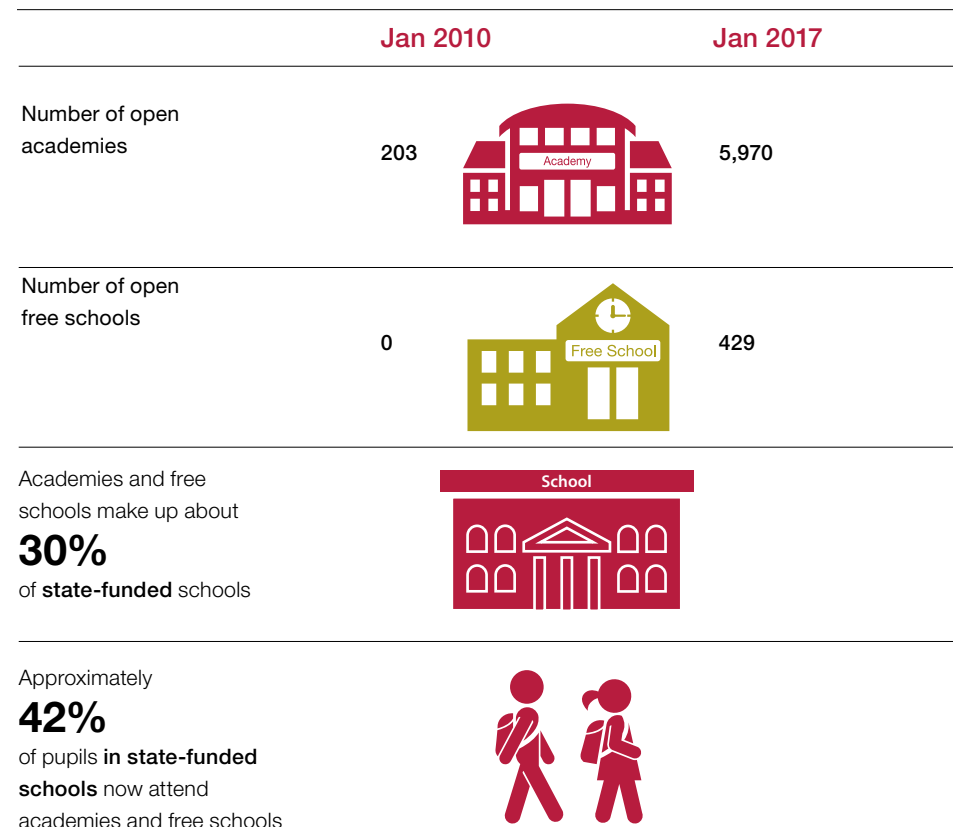 Jan 2010 Jan 2017
Number of open
academies
203
Academy
5,970
Number of open
free schools
0
Free School
429
Academies and free
schools make up about
30%
of state-funded schools
School
Approximately
42%
of pupils in state-funded
schools now attend
academies and free schools